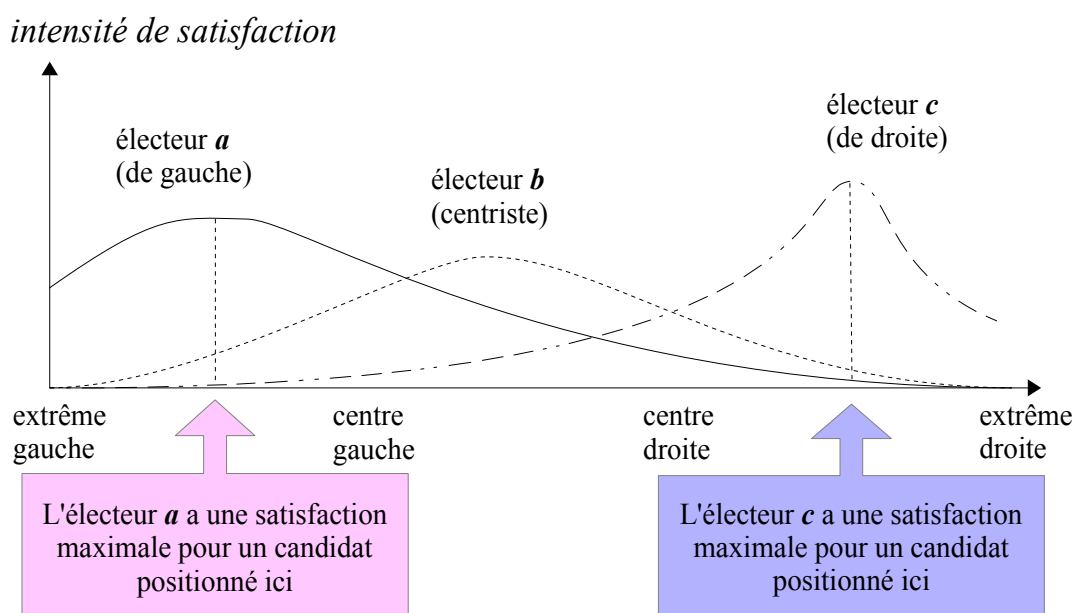 intensité de satisfaction
électeur a
(de gauche)
électeur b
(centriste)
électeur c
(de droite)
extrême
gauche
centre
gauche
centre
droite
extrême
droite
L'électeur a a une satisfaction
maximale pour un candidat
positionné ici
L'électeur c a une satisfaction
maximale pour un candidat
positionné ici